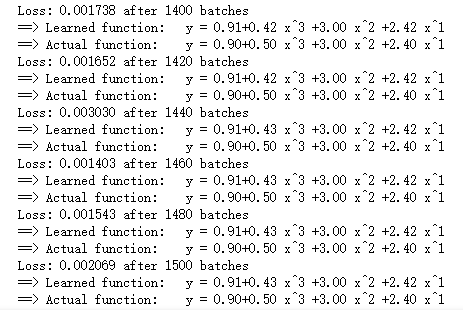 Loss: 0.001738 after 1400 batches
==> Learned function:   y = 0.91+0.42 x^3 +3.00 x^2 +2.42 x^1
==> Actual function:    y = 0.90+0.50 x^3 +3.00 x^2 +2.40 x^1
Loss: 0.001652 after 1420 batches
==> Learned function:   y = 0.91+0.42 x^3 +3.00 x^2 +2.42 x^1
==> Actual function:    y = 0.90+0.50 x^3 +3.00 x^2 +2.40 x^1
Loss: 0.003030 after 1440 batches
==> Learned function:   y = 0.91+0.43 x^3 +3.00 x^2 +2.42 x^1
==> Actual function:    y = 0.90+0.50 x^3 +3.00 x^2 +2.40 x^1
Loss: 0.001403 after 1460 batches
==> Learned function:   y = 0.91+0.43 x^3 +3.00 x^2 +2.42 x^1
==> Actual function:    y = 0.90+0.50 x^3 +3.00 x^2 +2.40 x^1
Loss: 0.001543 after 1480 batches
==> Learned function:   y = 0.91+0.43 x^3 +3.00 x^2 +2.42 x^1
==> Actual function:    y = 0.90+0.50 x^3 +3.00 x^2 +2.40 x^1
Loss: 0.002069 after 1500 batches
==> Learned function:   y = 0.91+0.43 x^3 +3.00 x^2 +2.42 x^1
==> Actual function:    y = 0.90+0.50 x^3 +3.00 x^2 +2.40 x^1